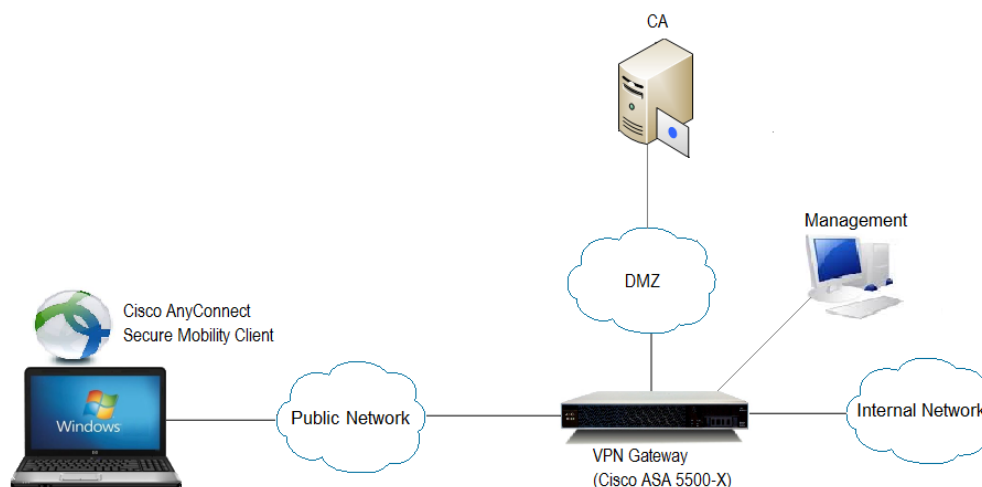 CA
Management
DMZ
Cisco AnyConnect
Secure Mobility Client
Windows
Public Network
Internal Network
VPN Gateway
(Cisco ASA 5500-X)